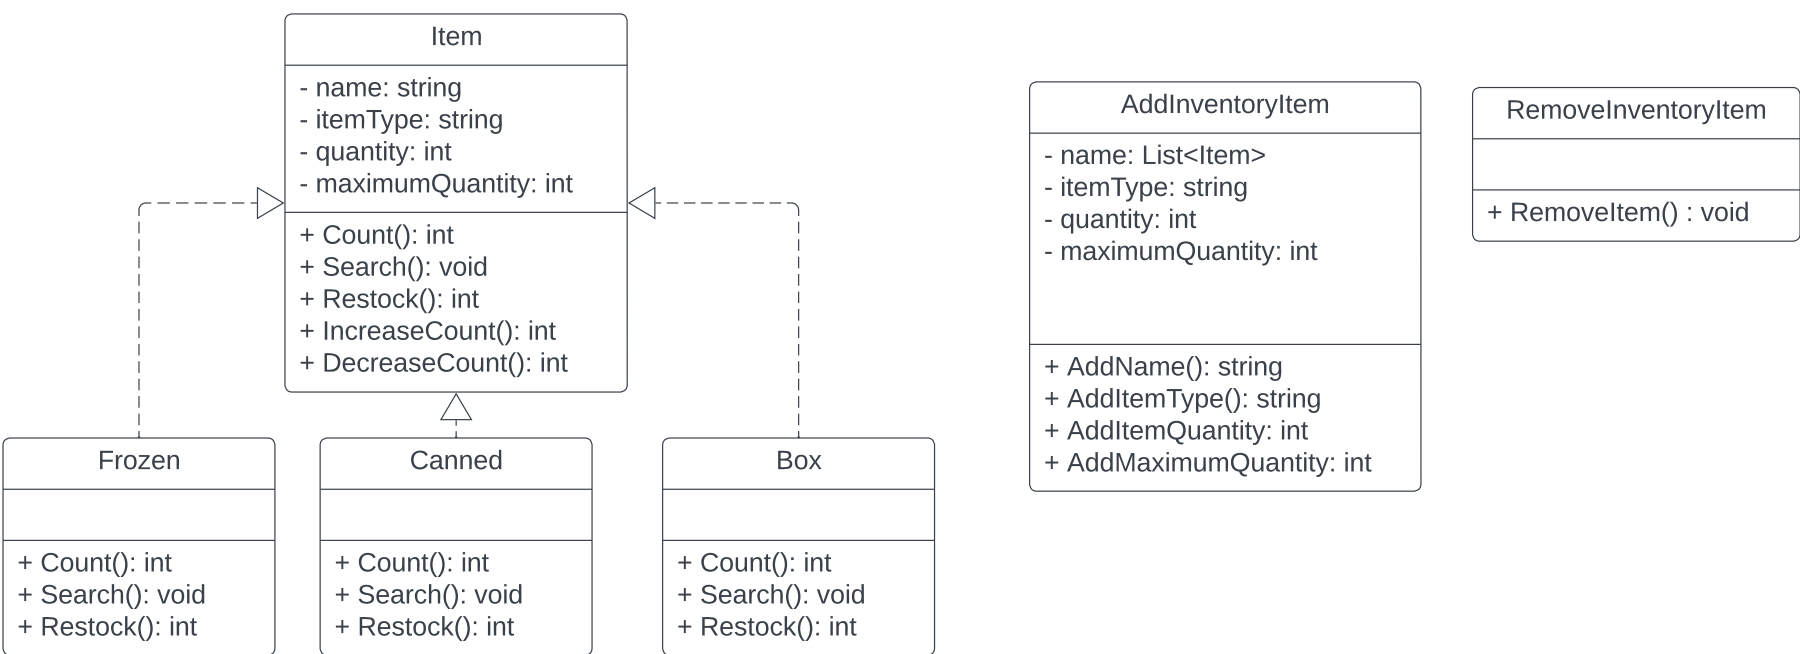 Item
- name: string
- itemType: string
- quantity: int
- maximumQuantity: int
+ Count(): int
+ Search(): void
+ Restock(): int
+ IncreaseCount(): int
+ DecreaseCount(): int
Frozen
+ Count(): int
+ Search(): void
+ Restock(): int
Canned
+ Count(): int
+ Search(): void
+ Restock(): int
Box
+ Count(): int
+ Search(): void
+ Restock(): int
AddInventoryItem
- name: List<Item>
- itemType: string
- quantity: int
- maximumQuantity: int
+ AddName(): string
+ AddItemType(): string
+ AddItemQuantity: int
+ AddMaximumQuantity: int
RemoveInventoryItem
+ RemoveItem() : void